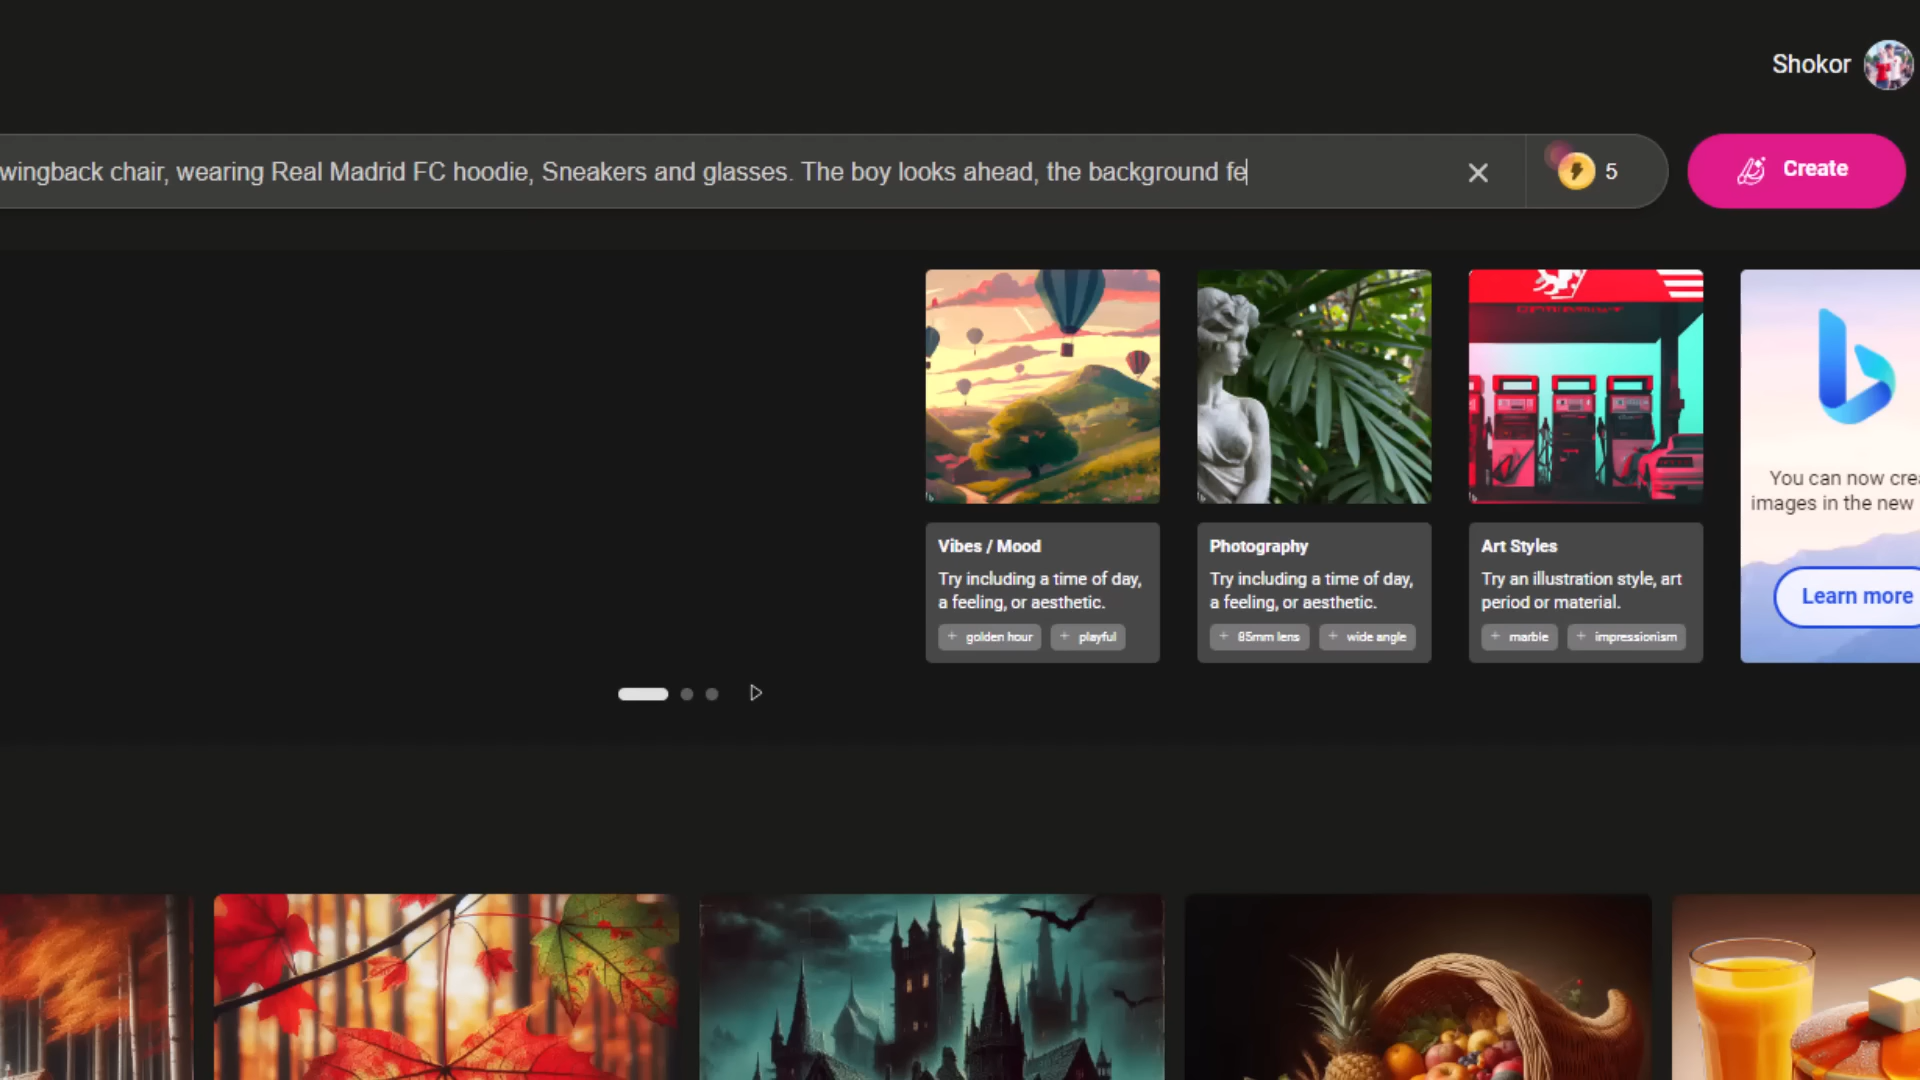 Shokor
wingback chair, wearing Real Madrid FC hoodie, Sneakers and glasses. The boy looks ahead, the background fe
5
Create
Vibes / Mood
Try including a time of day,
a feeling, or aesthetic.
+ golden hour
+ playful
Photography
Try including a time of day,
a feeling, or aesthetic.
+ 85mm lens
+ wide angle
Art Styles
Try an illustration style, art
period or material.
+ marble
+ impressionism
You can now crea
images in the new
Learn more